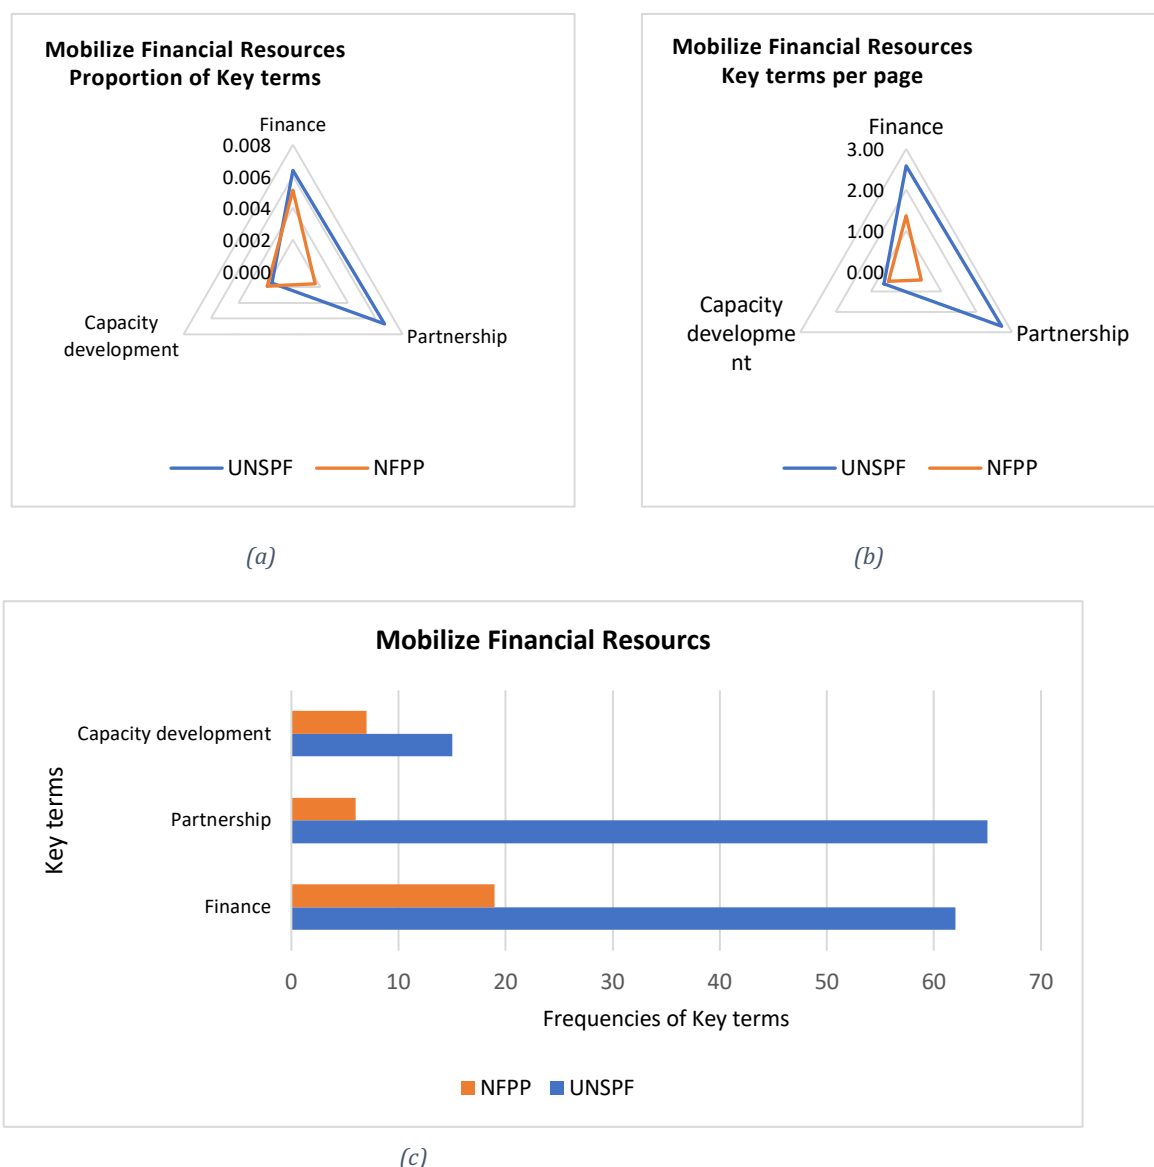 Mobilize Financial Resources
Proportion of Key terms
Finance
0.008
0.006
0.004
0.002
0.000
Capacity
development
Partnership
UNSPF
NFPP
(a)
Mobilize Financial Resources
Key terms per page
Finance
3.00
2.00
1.00
0.00
Capacity
developme
nt
Partnership
UNSPF
NFPP
(b)
Mobilize Financial Resourcs
Key terms
Capacity development
Partnership
Finance
0 10 20 30 40 50 60 70
Frequencies of Key terms
NFPP UNSPF
(c)